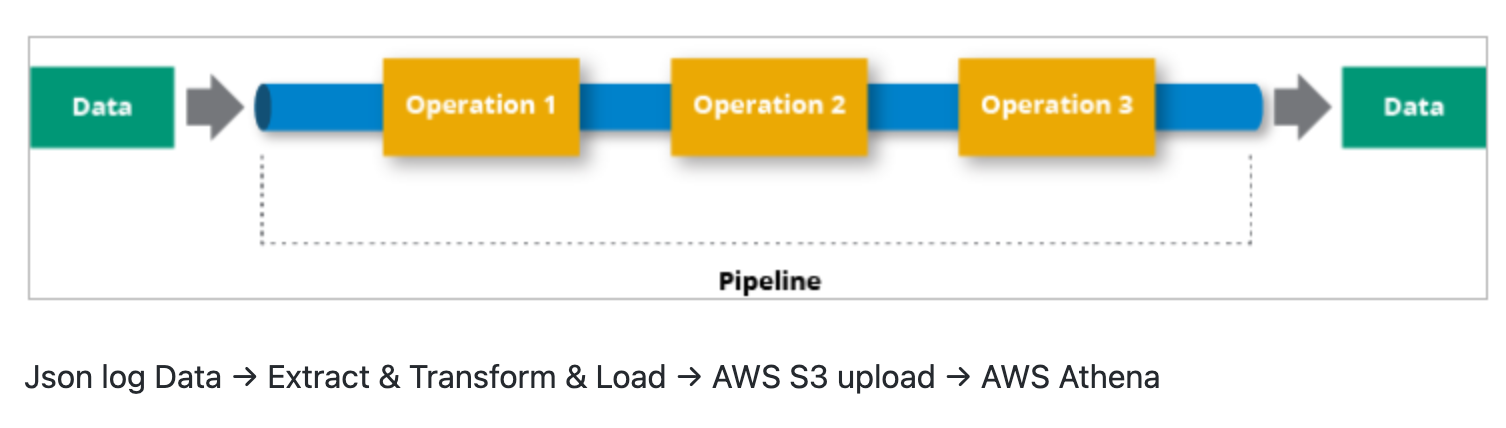 Data Operation 1 Operation 2 Operation 3 Data
Pipeline
Json log Data → Extract & Transform & Load → AWS S3 upload → AWS Athena